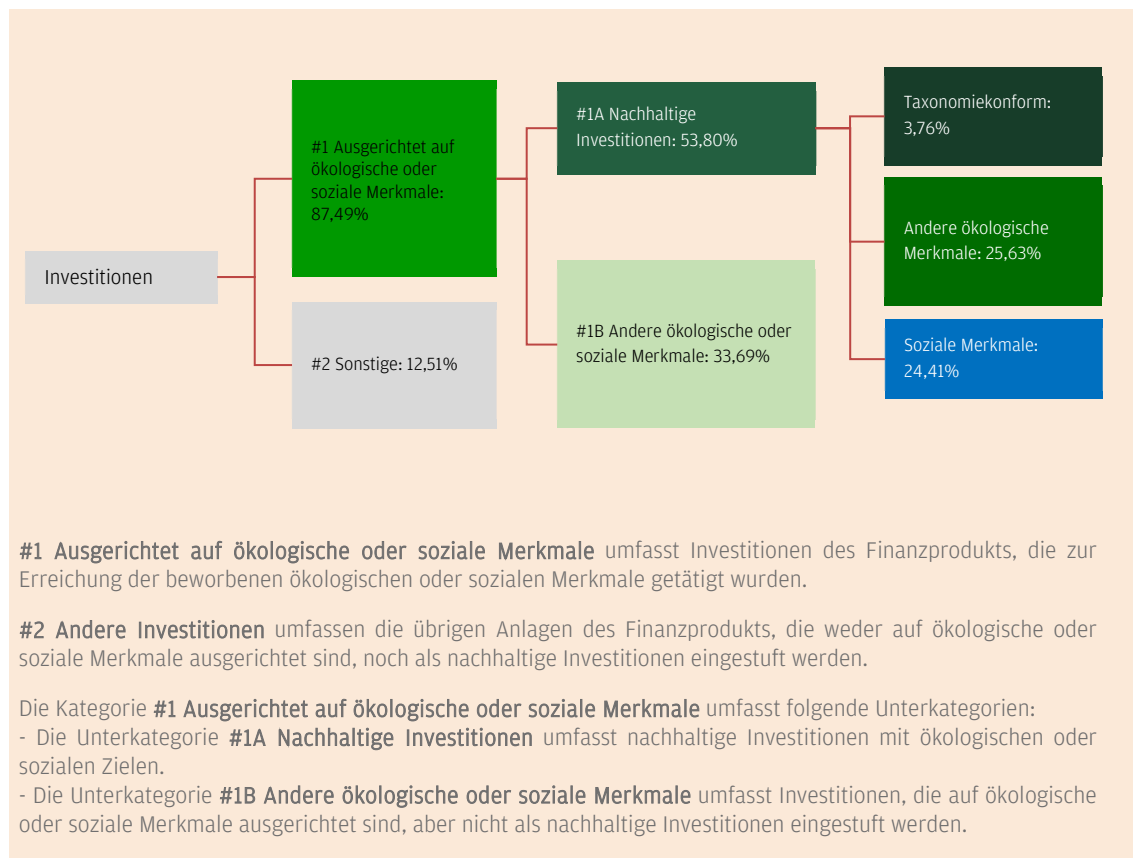 Investitionen
#1 Ausgerichtet auf
ökologische oder
soziale Merkmale:
87,49%
#2 Sonstige: 12,51%
#1A Nachhaltige
Investitionen: 53,80%
#1B Andere ökologische oder
soziale Merkmale: 33,69%
Taxonomiekonform:
3,76%
Andere ökologische
Merkmale: 25,63%
Soziale Merkmale:
24,41%
#1 Ausgerichtet auf ökologische oder soziale Merkmale umfasst Investitionen des Finanzprodukts, die zur
Erreichung der beworbenen ökologischen oder sozialen Merkmale getätigt wurden.
#2 Andere Investitionen umfassen die übrigen Anlagen des Finanzprodukts, die weder auf ökologische oder
soziale Merkmale ausgerichtet sind, noch als nachhaltige Investitionen eingestuft werden.
Die Kategorie #1 Ausgerichtet auf ökologische oder soziale Merkmale umfasst folgende Unterkategorien:
- Die Unterkategorie #1A Nachhaltige Investitionen umfasst nachhaltige Investitionen mit ökologischen oder
sozialen Zielen.
- Die Unterkategorie #1B Andere ökologische oder soziale Merkmale umfasst Investitionen, die auf ökologische
oder soziale Merkmale ausgerichtet sind, aber nicht als nachhaltige Investitionen eingestuft werden.